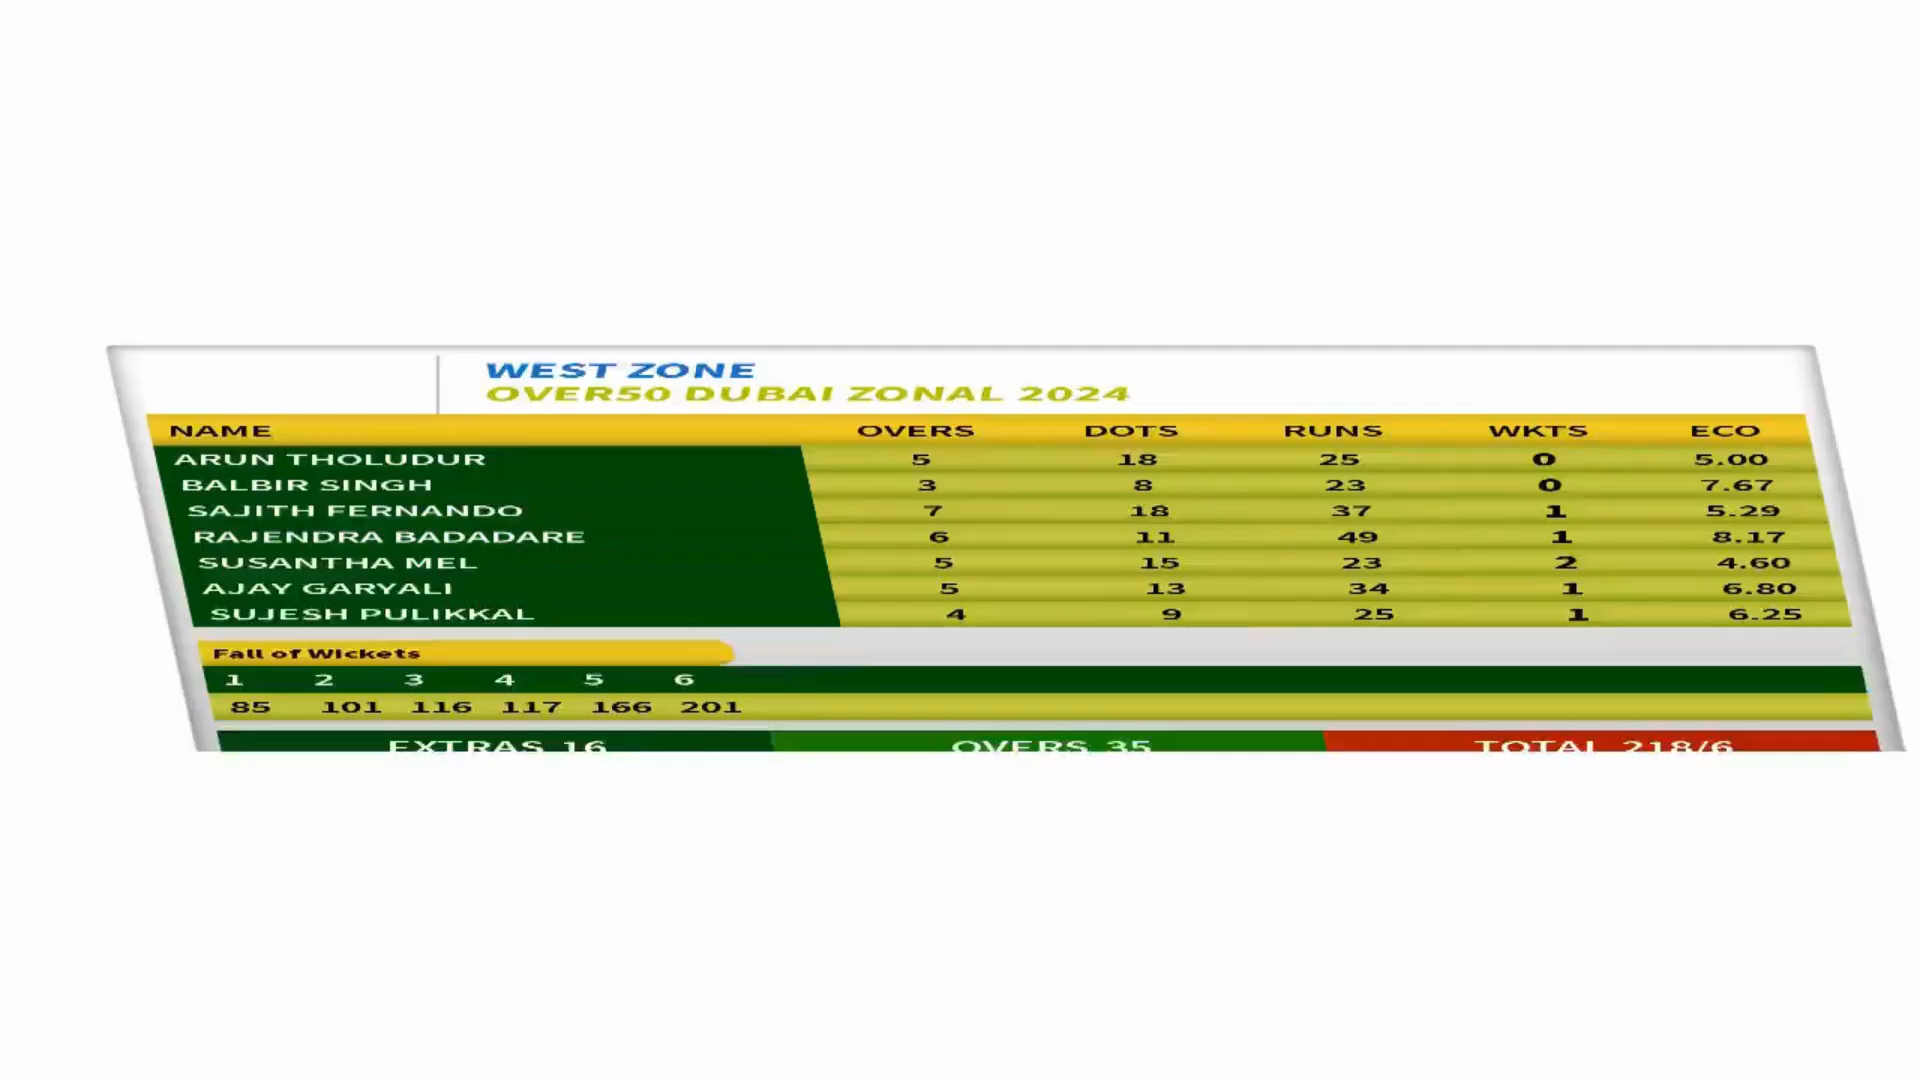 WEST ZONE
OVER50 DUBAI ZONAL 2024
NAME OVERS DOTS RUNS WKTS ECO
ARUN THOLUDUR 5 18 25 0 5.00
BALBIR SINGH 3 8 23 0 7.67
SAJITH FERNANDO 7 18 37 1 5.29
RAJENDRA BADADARE 6 11 49 1 8.17
SUSANTHA MEL 5 15 23 2 4.60
AJAY GARYALI 5 13 34 1 6.80
SUJESH PULIKKAL 4 9 25 1 6.25
Fall of Wickets
1 2 3 4 5 6
85 101 116 117 166 201
EXTRAS 16 OVERS 35 TOTAL 218/6